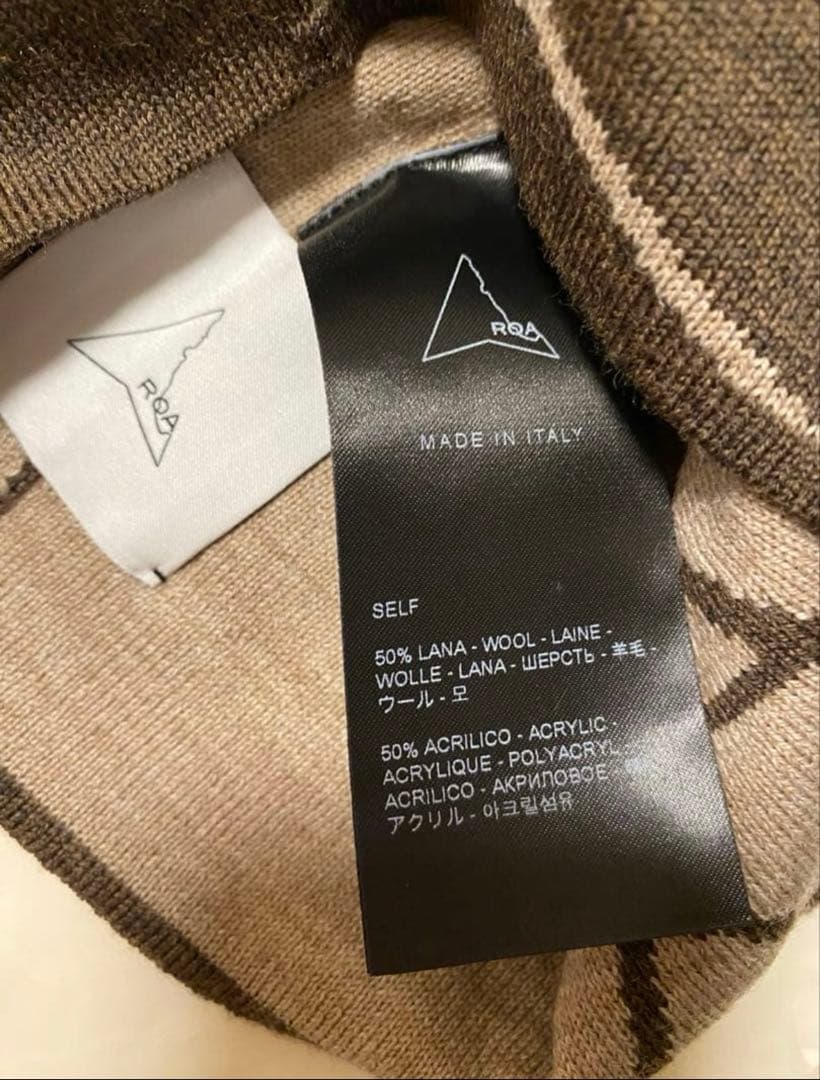 ROA
ROA
MADE IN ITALY
SELF
50% LANA - WOOL - LAINE -
WOLLE - LANA - ШЕРСТЬ - 羊毛 -
ウール - 모
50% ACRILICO - ACRYLIC -
ACRYLIQUE - POLYACRYL -
ACRILICO - АКРИЛОВОЕ -
アクリル - 아크릴섬유